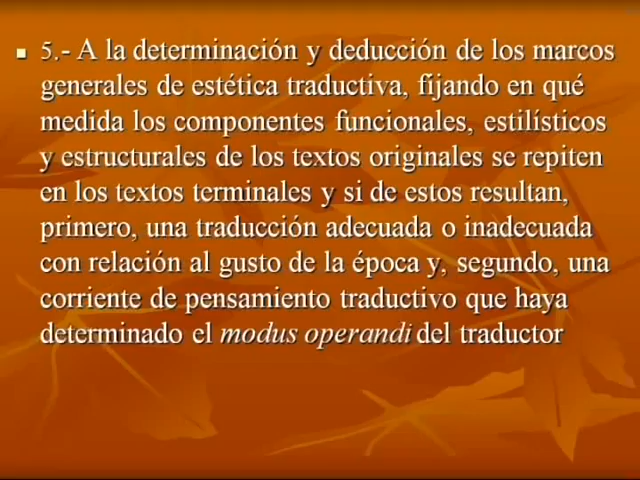 5.- A la determinación y deducción de los marcos
generales de estética traductiva, fijando en qué
medida los componentes funcionales, estilísticos
y estructurales de los textos originales se repiten
en los textos terminales y si de estos resultan,
primero, una traducción adecuada o inadecuada
con relación al gusto de la época y, segundo, una
corriente de pensamiento traductivo que haya
determinado el modus operandi del traductor